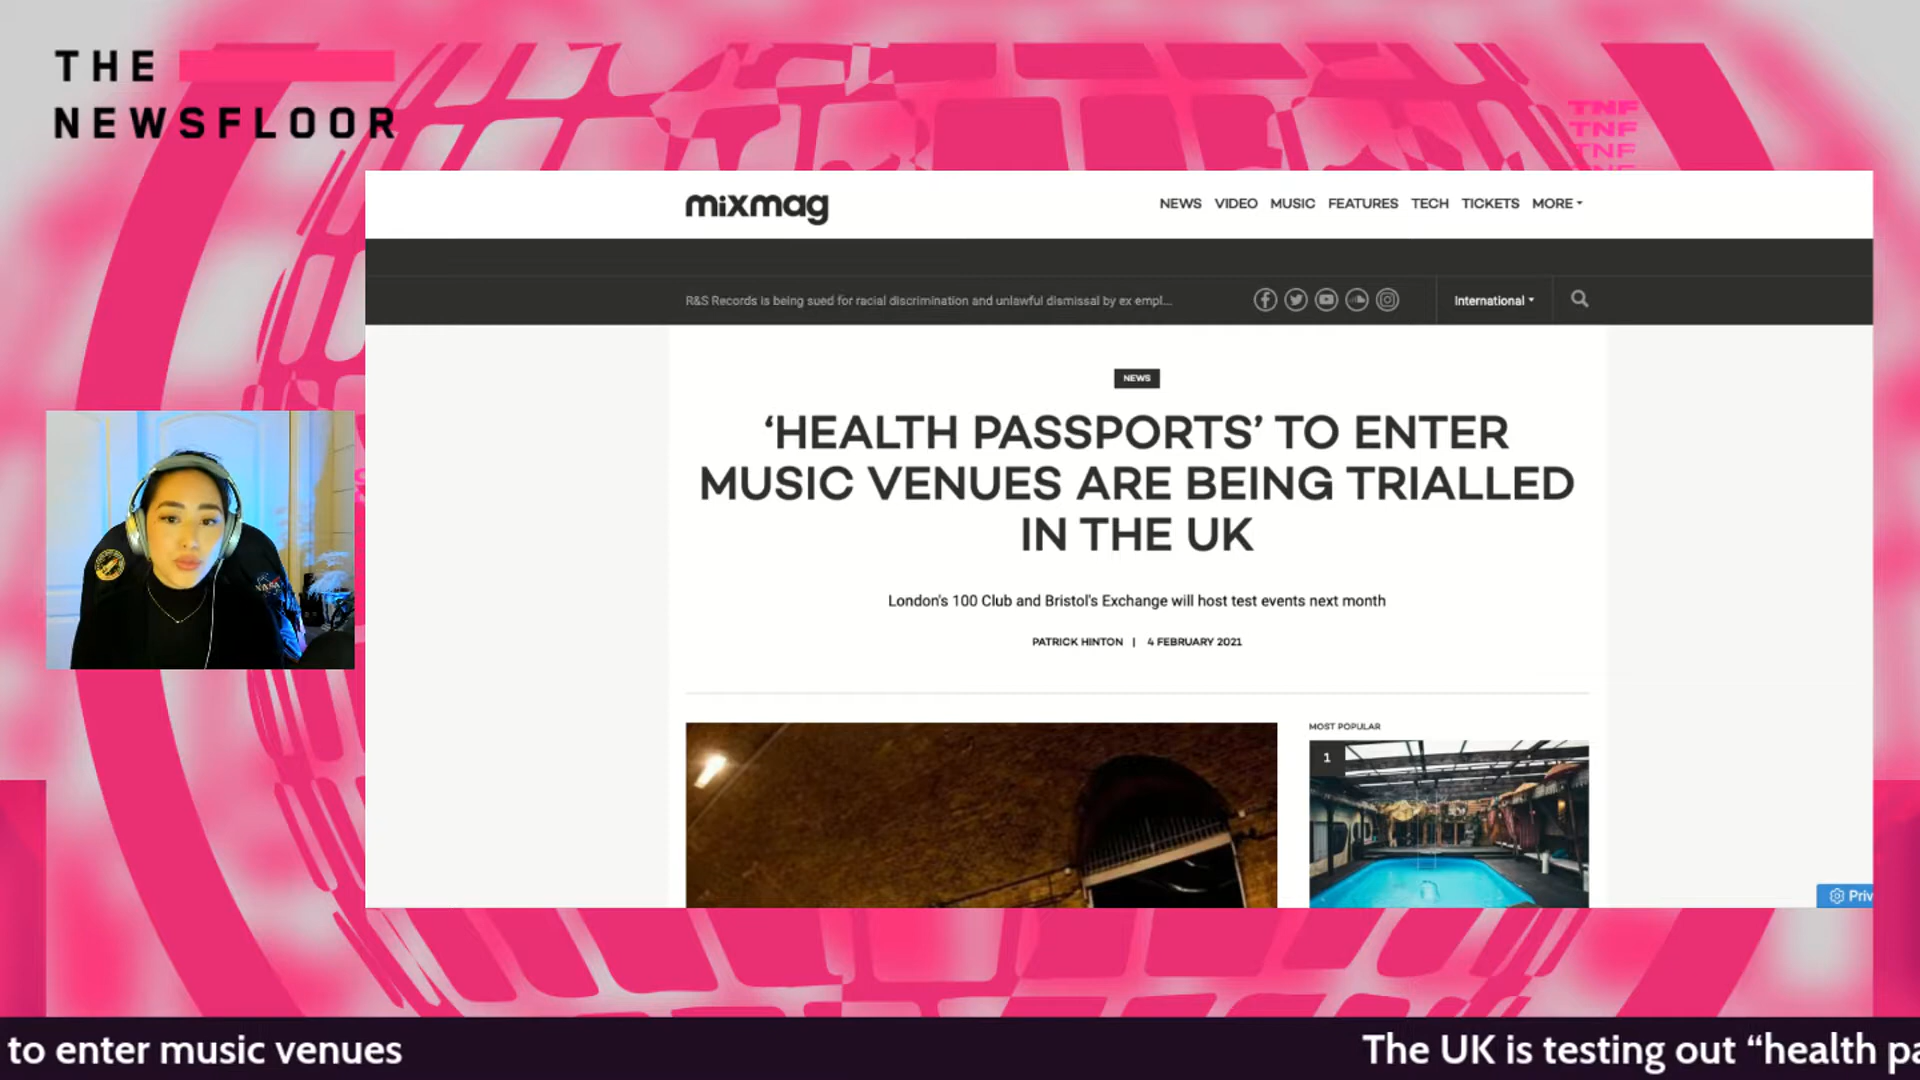 THE
NEWSFLOOR
TNF
TNF
TNF
mixmag
NEWS VIDEO MUSIC FEATURES TECH TICKETS MORE
R&S Records is being sued for racial discrimination and unlawful dismissal by ex empl...
International
NEWS
‘HEALTH PASSPORTS’ TO ENTER
MUSIC VENUES ARE BEING TRIALLED
IN THE UK
London's 100 Club and Bristol's Exchange will host test events next month
PATRICK HINTON | 4 FEBRUARY 2021
MOST POPULAR
1
NASA
Priv
to enter music venues
The UK is testing out “health pa